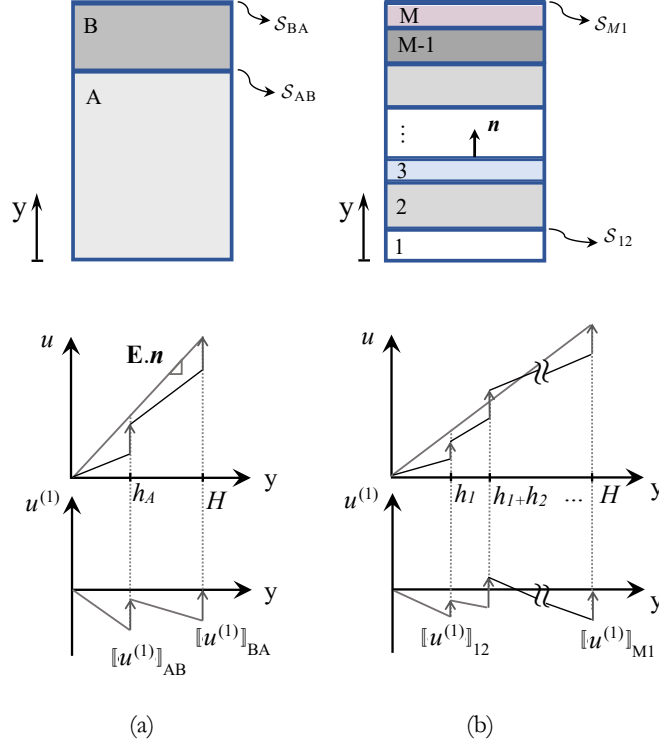 B
S_BA
A
S_AB
y
M
S_M1
M-1
⋮
n
3
2
y
S_12
1
u
E.n
h_A
H
y
u^(1)
y
⟦u^(1)⟧_AB
⟦u^(1)⟧_BA
(a)
u
h_1
h_1+h_2
...
H
y
u^(1)
y
⟦u^(1)⟧_12
⟦u^(1)⟧_M1
(b)